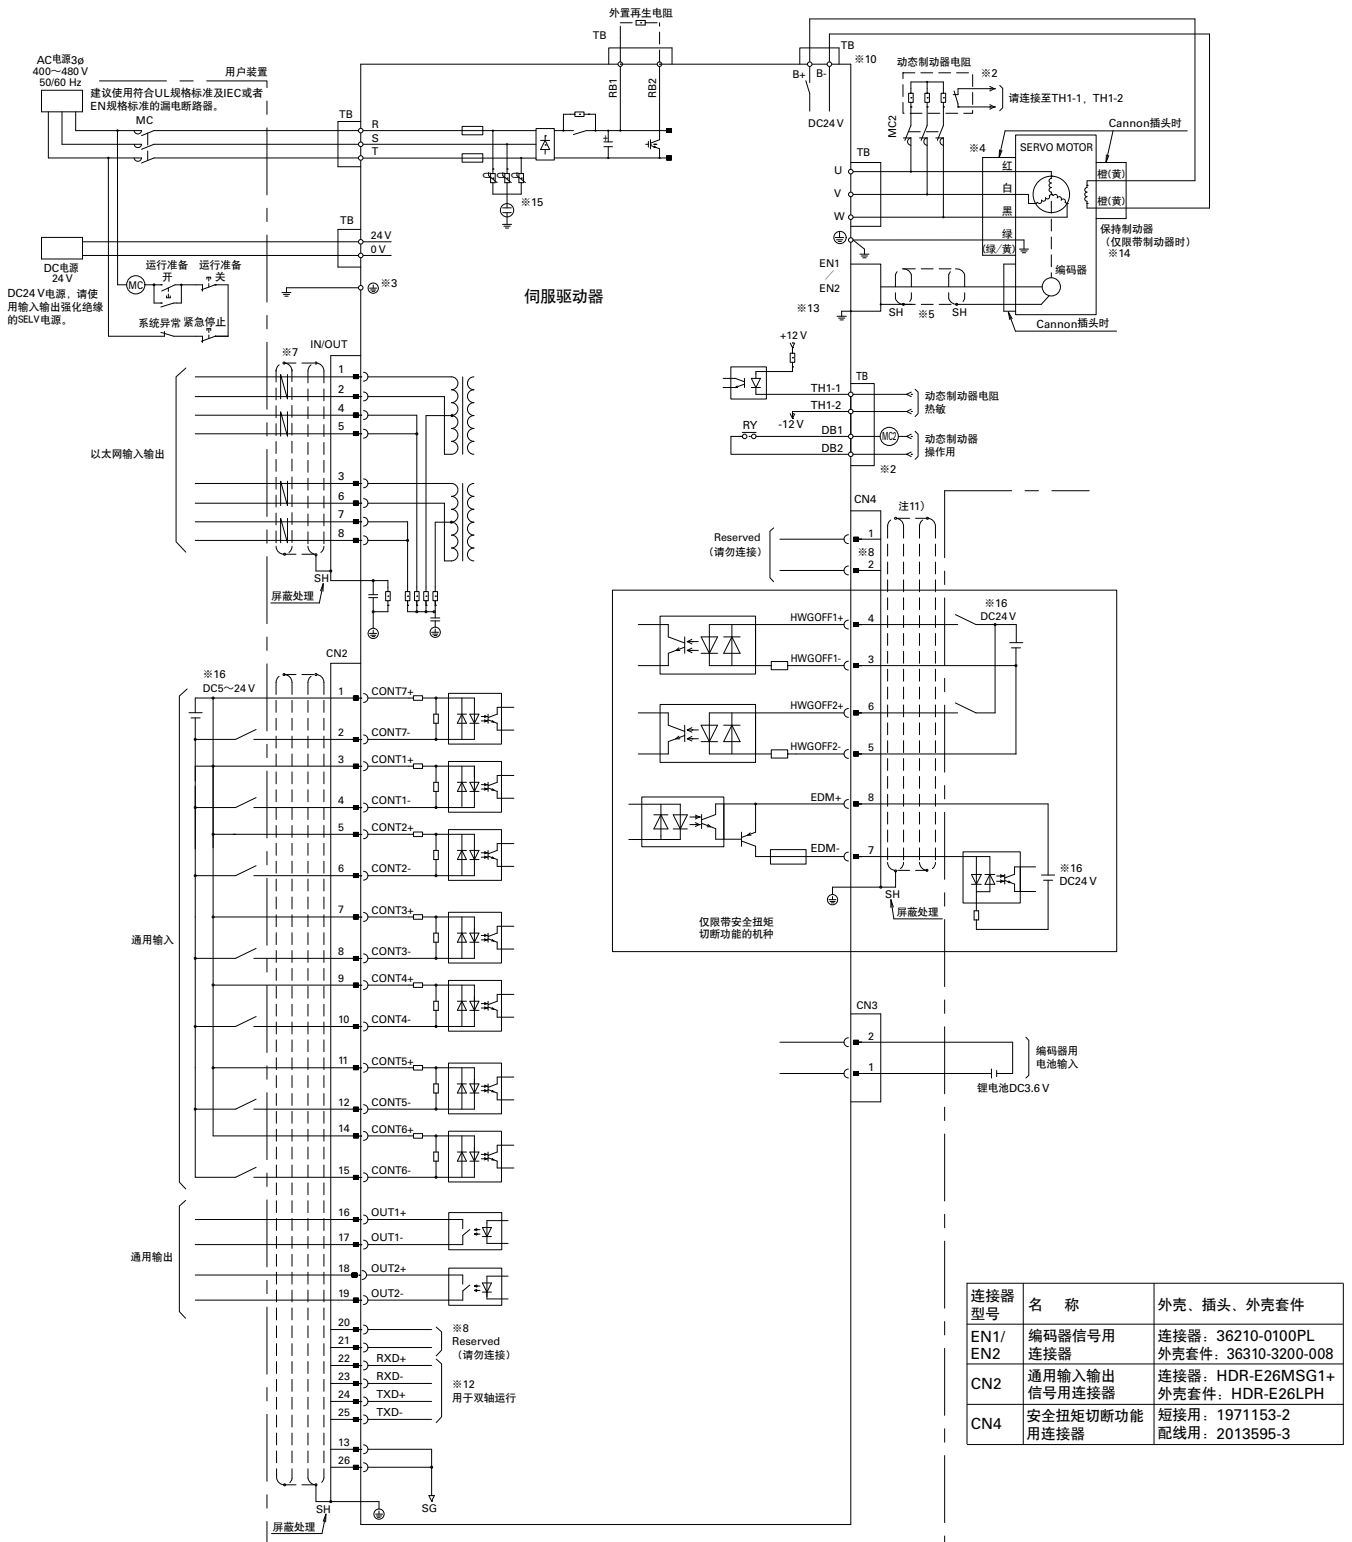 外置再生电阻
TB
RB1
RB2
AC电源3ø
400～480V
50/60 Hz
用户装置
建议使用符合UL规格标准及IEC或者
EN规格标准的漏电断路器。
MC
TB
R
S
T
※15
TB
24V
0V
※3
DC电源
24V
DC24V电源，请使
用输入输出强化绝缘
的SELV电源。
MC
运行准备
开
运行准备
关
系统异常
紧急停止
伺服驱动器
TB
※10
B+
B-
DC24V
动态制动器电阻
※2
请连接至TH1-1，TH1-2
MC2
Cannon插头时
TB
U
V
W
※4
红
白
黑
绿
(绿/黄)
SERVO MOTOR
橙(黄)
橙(黄)
保持制动器
（仅限带制动器时）
※14
EN1
/
EN2
※13
SH
※5
SH
编码器
Cannon插头时
+12V
TH1-1
TH1-2
-12V
RY
DB1
DB2
TB
MC2
※2
动态制动器电阻
热敏
动态制动器
操作用
IN/OUT
※7
1
2
4
5
3
6
7
8
以太网输入输出
SH
屏蔽处理
CN4
注11）
Reserved
（请勿连接）
1
※8
2
HWGOFF1+
4
HWGOFF1-
3
HWGOFF2+
6
HWGOFF2-
5
EDM+
8
EDM-
7
※16
DC24V
※16
DC24V
SH
屏蔽处理
仅限带安全扭矩
切断功能的机种
CN3
2
1
编码器用
电池输入
锂电池DC3.6V
CN2
※16
DC5～24V
通用输入
1 CONT7+
2 CONT7-
3 CONT1+
4 CONT1-
5 CONT2+
6 CONT2-
7 CONT3+
8 CONT3-
9 CONT4+
10 CONT4-
11 CONT5+
12 CONT5-
14 CONT6+
15 CONT6-
通用输出
16 OUT1+
17 OUT1-
18 OUT2+
19 OUT2-
20
21
※8
Reserved
（请勿连接）
22 RXD+
23 RXD-
24 TXD+
25 TXD-
※12
用于双轴运行
13
26
SG
SH
屏蔽处理
连接器
型号
名 称
外壳、插头、外壳套件
EN1/
EN2
编码器信号用
连接器
连接器：36210-0100PL
外壳套件：36310-3200-008
CN2
通用输入输出
信号用连接器
连接器：HDR-E26MSG1+
外壳套件：HDR-E26LPH
CN4
安全扭矩切断功能
用连接器
短接用：1971153-2
配线用：2013595-3